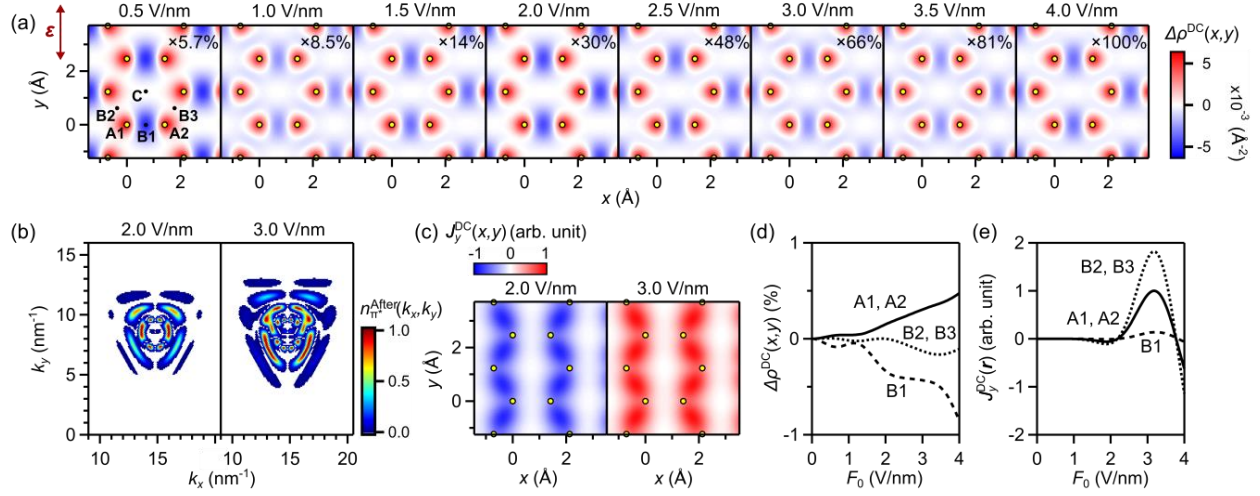 (a) ε 0.5 V/nm 1.0 V/nm 1.5 V/nm 2.0 V/nm 2.5 V/nm 3.0 V/nm 3.5 V/nm 4.0 V/nm Δρ^DC(x,y)
×5.7% ×8.5% ×14% ×30% ×48% ×66% ×81% ×100%
y (Å) 2 0
C
B2 B3
A1 B1 A2
5 0 -5 ×10^-3 (Å^-2)
0 2 0 2 0 2 0 2 0 2 0 2 0 2 0 2
x (Å)
(b) 2.0 V/nm 3.0 V/nm
k_y (nm^-1) 15 10 5 0
n_π*^After(k_x,k_y)
1.0 0.5 0.0
10 15 10 15 20
k_x (nm^-1)
(c) J_y^DC(x,y) (arb. unit)
-1 0 1
2.0 V/nm 3.0 V/nm
y (Å) 2 0
0 2 0 2
x (Å) x (Å)
(d)
Δρ^DC(x,y) (%) 1 0 -1
A1, A2
B2, B3
B1
0 1 2 3 4
F_0 (V/nm)
(e)
J_y^DC(r) (arb. unit) 2 1 0 -1 -2
B2, B3
A1, A2
B1
0 1 2 3 4
F_0 (V/nm)